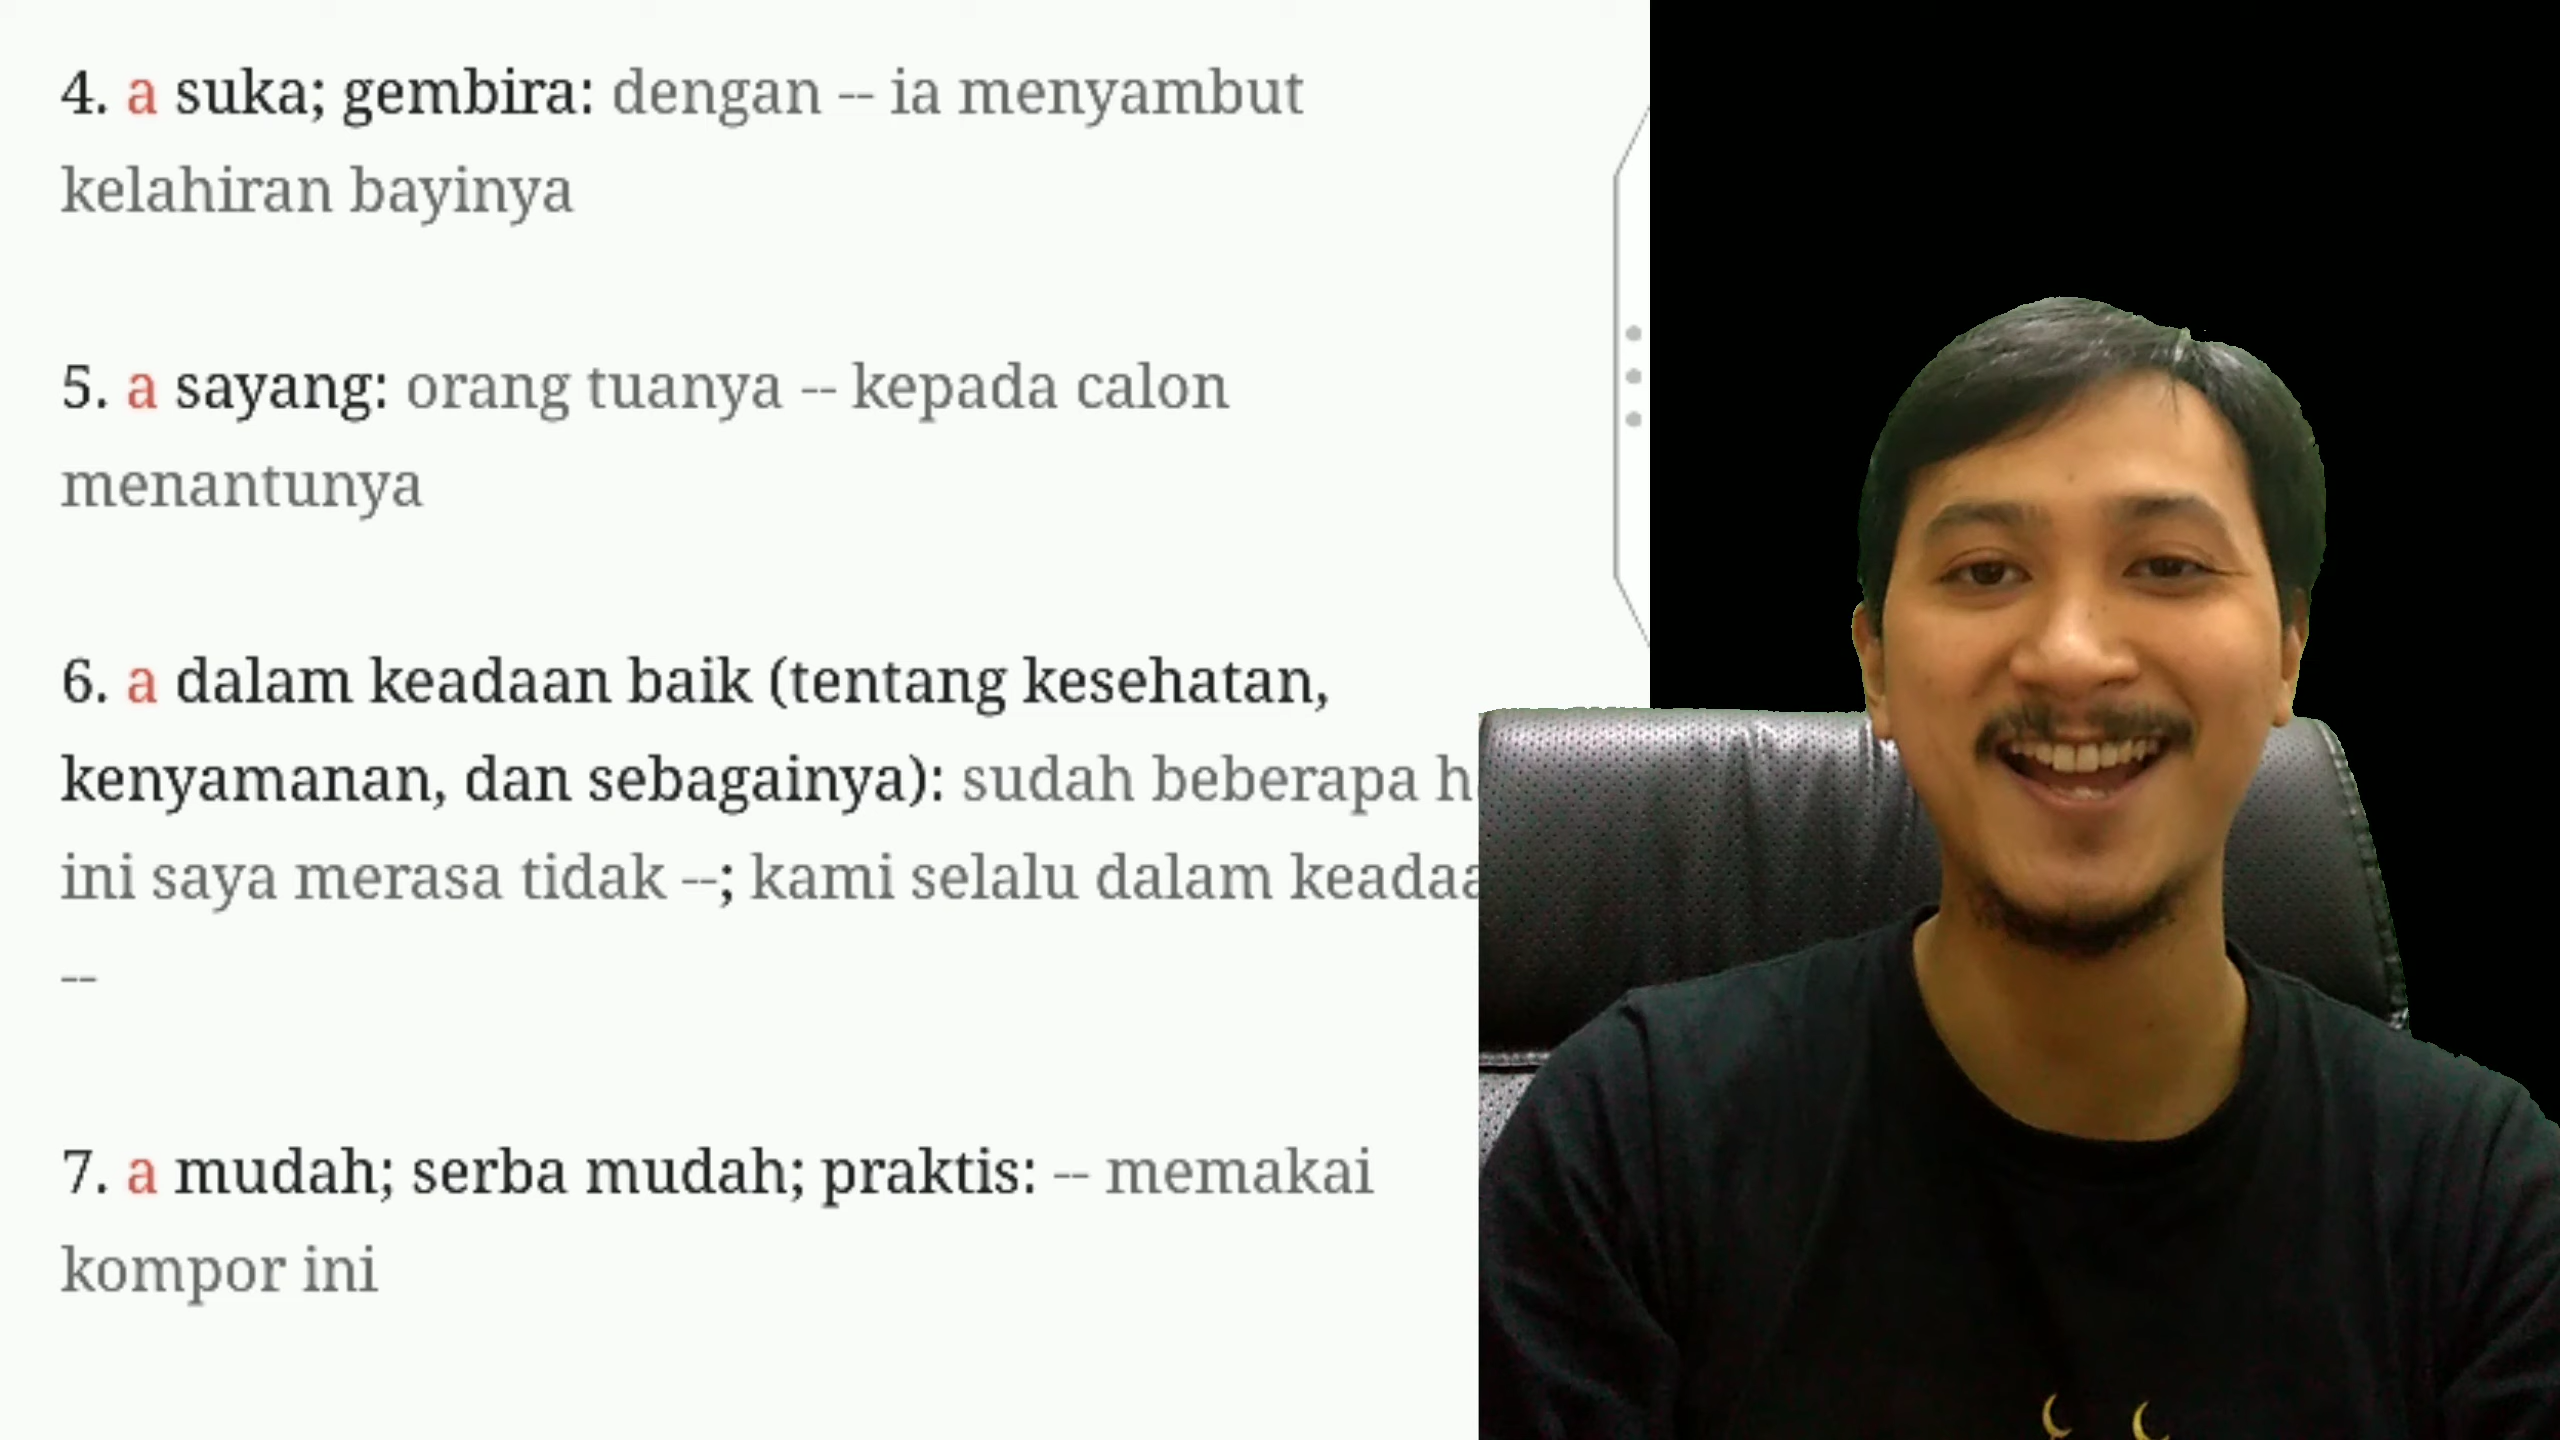 4. a suka; gembira: dengan -- ia menyambut
kelahiran bayinya
5. a sayang: orang tuanya -- kepada calon
menantunya
6. a dalam keadaan baik (tentang kesehatan,
kenyamanan, dan sebagainya): sudah beberapa
ini saya merasa tidak --; kami selalu dalam
--
7. a mudah; serba mudah; praktis: -- memakai
kompor ini